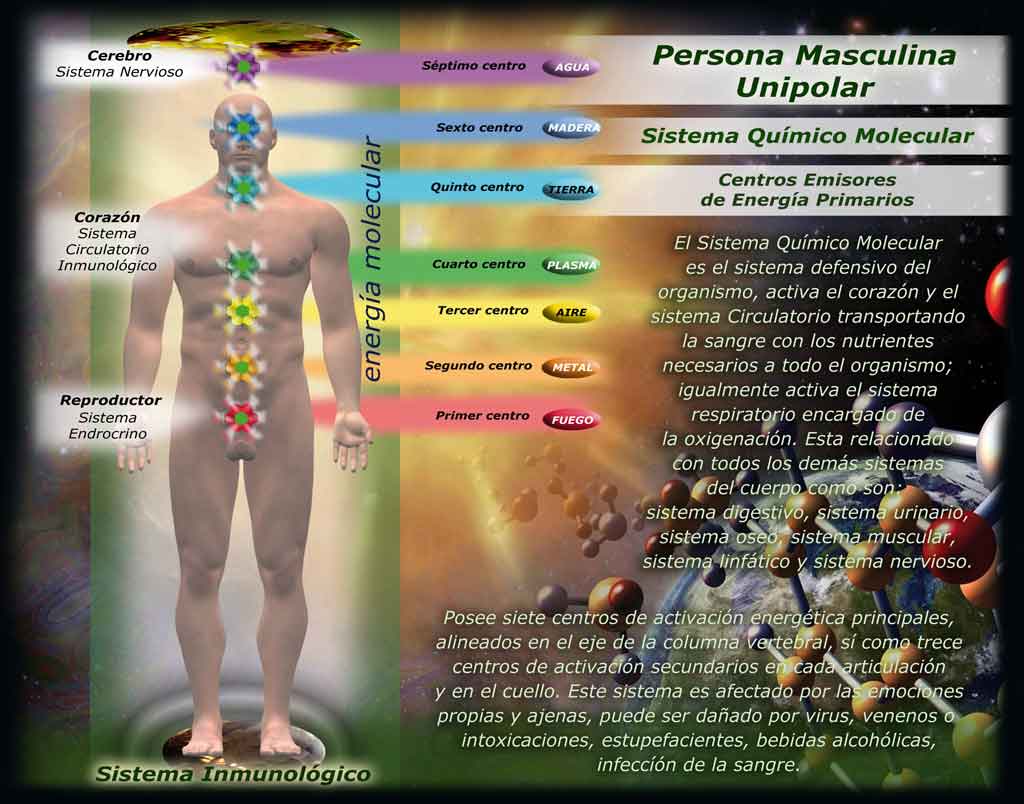 Cerebro
Sistema Nervioso
Corazón
Sistema
Circulatorio
Inmunológico
Reproductor
Sistema
Endrocrino
energía molecular
Séptimo centro AGUA
Sexto centro MADERA
Quinto centro TIERRA
Cuarto centro PLASMA
Tercer centro AIRE
Segundo centro METAL
Primer centro FUEGO
Persona Masculina
Unipolar
Sistema Químico Molecular
Centros Emisores
de Energía Primarios
El Sistema Químico Molecular
es el sistema defensivo del
organismo, activa el corazón y el
sistema Circulatorio transportando
la sangre con los nutrientes
necesarios a todo el organismo;
igualmente activa el sistema
respiratorio encargado de
la oxigenación. Esta relacionado
con todos los demás sistemas
del cuerpo como son:
sistema digestivo, sistema urinario,
sistema oseo, sistema muscular,
sistema linfático y sistema nervioso.
Posee siete centros de activación energética principales,
alineados en el eje de la columna vertebral, sí como trece
centros de activación secundarios en cada articulación
y en el cuello. Este sistema es afectado por las emociones
propias y ajenas, puede ser dañado por virus, venenos o
intoxicaciones, estupefacientes, bebidas alcohólicas,
infeccíón de la sangre.
Sistema Inmunológico